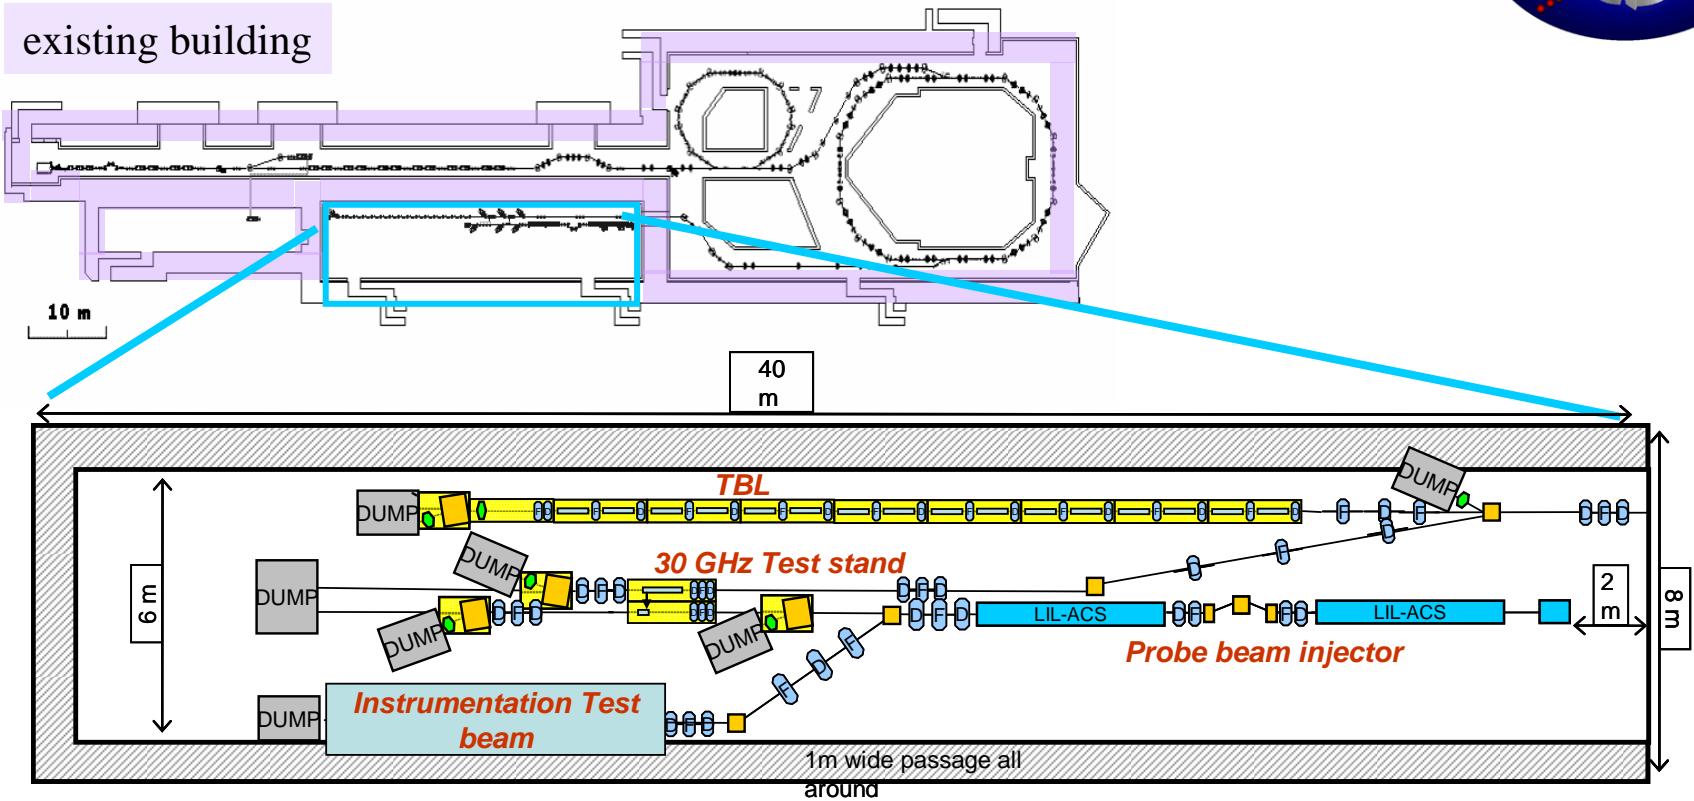 existing building
10 m
40
m
DUMP
TBL
DUMP
30 GHz Test stand
DUMP
DUMP
DUMP
DUMP
LIL-ACS
LIL-ACS
2
m
6 m
8 m
Probe beam injector
DUMP
Instrumentation Test
beam
1m wide passage all
around